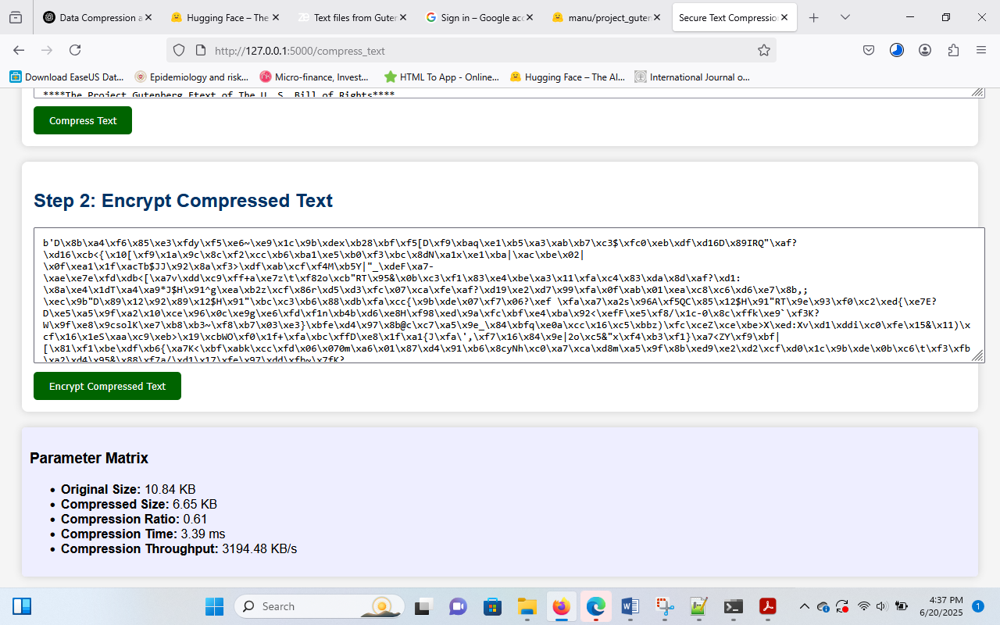 Data Compression a
Hugging Face – The
Text files from Guter
Sign in – Google acc
manu/project_guter
Secure Text Compression
http://127.0.0.1:5000/compress_text
Download EaseUS Dat...
Epidemiology and risk...
Micro-finance, Invest...
HTML To App - Online...
Hugging Face – The AI...
International Journal o...
****The Project Gutenberg Etext of The U. S. Bill of Rights****
Compress Text
Step 2: Encrypt Compressed Text
b'D\x8b\xa4\xf6\x85\xe3\xfdy\xf5\xe6~\xe9\x1c\x9b\xdex\xb28\xbf\xf5[D\xf9\xbaq\xe1\xb5\xa3\xab\xb7\xc3$\xfc0\xeb\xdf\xd16D\x89IRQ"\xaf?
\xd16\xcb<{\x10[\xf9\x1a\x9c\x8c\xf2\xcc\xb6\xba1\xe5\xb0\xf3\xbc\x8dN\xa1x\xe1\xba|\xac\xbe\x02|
\x0f\xea1\x1f\xacTb$JJ\x92\x8a\xf3>\xdf\xab\xcf\xf4M\xb5Y|"_\xdeF\xa7-
\xae\xe7e\xfd\xdb<[\xa7v\xdd\xc9\xff+a\xe7z\t\xf82o\xcb"RT\x95&\x0b\xc3\xf1\x83\xe4\xbe\xa3\x11\xfa\xc4\x83\xda\x8d\xaf?\xd1:
\x8a\xe4\x1dT\xa4\xa9*J$H\x91^g\xea\xb2z\xcf\x86r\xd5\xd3\xfc\x07\xca\xfe\xaf?\xd19\xe2\xd7\x99\xfa\x0f\xab\x01\xea\xc8\xc6\xd6\xe7\x8b,;
\xec\x9b"D\x89\x12\x92\x89\x12$H\x91"\xbc\xc3\xb6\x88\xdb\xfa\xcc{\x9b\xde\x07\xf7\x06?\xef \xfa\xa7\xa2s\x96A\xf5QC\x85\x12$H\x91"RT\x9e\x93\xf0\xc2\xed{\xe7E?
D\xe5\xa5\x9f\xa2\x10\xce\x96\x0c\xe9g\xe6\xfd\xf1n\xb4b\xd6\xe8H\xf98\xed\x9a\xfc\xbf\xe4\xba\x92<\xefF\xe5\xf8/\x1c-0\x8c\xffk\xe9`\xf3K?
W\x9f\xe8\x9csolK\xe7\xb8\xb3~\xf8\xb7\x03\xe3}\xbfe\xd4\x97\x8b@c\xc7\xa5\x9e_\x84\xbfq\xe0a\xcc\x16\xc5\xbbz)\xfc\xceZ\xce\xbe>X\xed:Xv\xd1\xddi\xc0\xfe\x15&\x11)\xc
cf\x16\x1eS\xaa\xc9\xeb>\x19\xcbWO\xf0\x1f+\xfa\xbc\xffD\xe8\x1f\xa1{J\xfa\',\xf7\x16\x84\x9e|2o\xc5&"x\xf4\xb3\xf1}\xa7<ZY\xf9\xbf|
[\x81\xf1\xbe\xdf\xb6{\xa7K<\xbf\xabk\xcc\xfd\x06\x070m\xa6\x01\x87\xd4\x91\xb6\x8cyNh\xc0\xa7\xca\xd8m\xa5\x9f\x8b\xed9\xe2\xd2\xcf\xd0\x1c\x9b\xde\x0b\xc6\t\xf3\xfb
\xa2\xd4\x95&\x88\xf7a/\xd1\x17\xfe\x97\xdd\xfb~\x7fK?
Encrypt Compressed Text
Parameter Matrix
Original Size: 10.84 KB
Compressed Size: 6.65 KB
Compression Ratio: 0.61
Compression Time: 3.39 ms
Compression Throughput: 3194.48 KB/s
Search
4:37 PM
6/20/2025
1